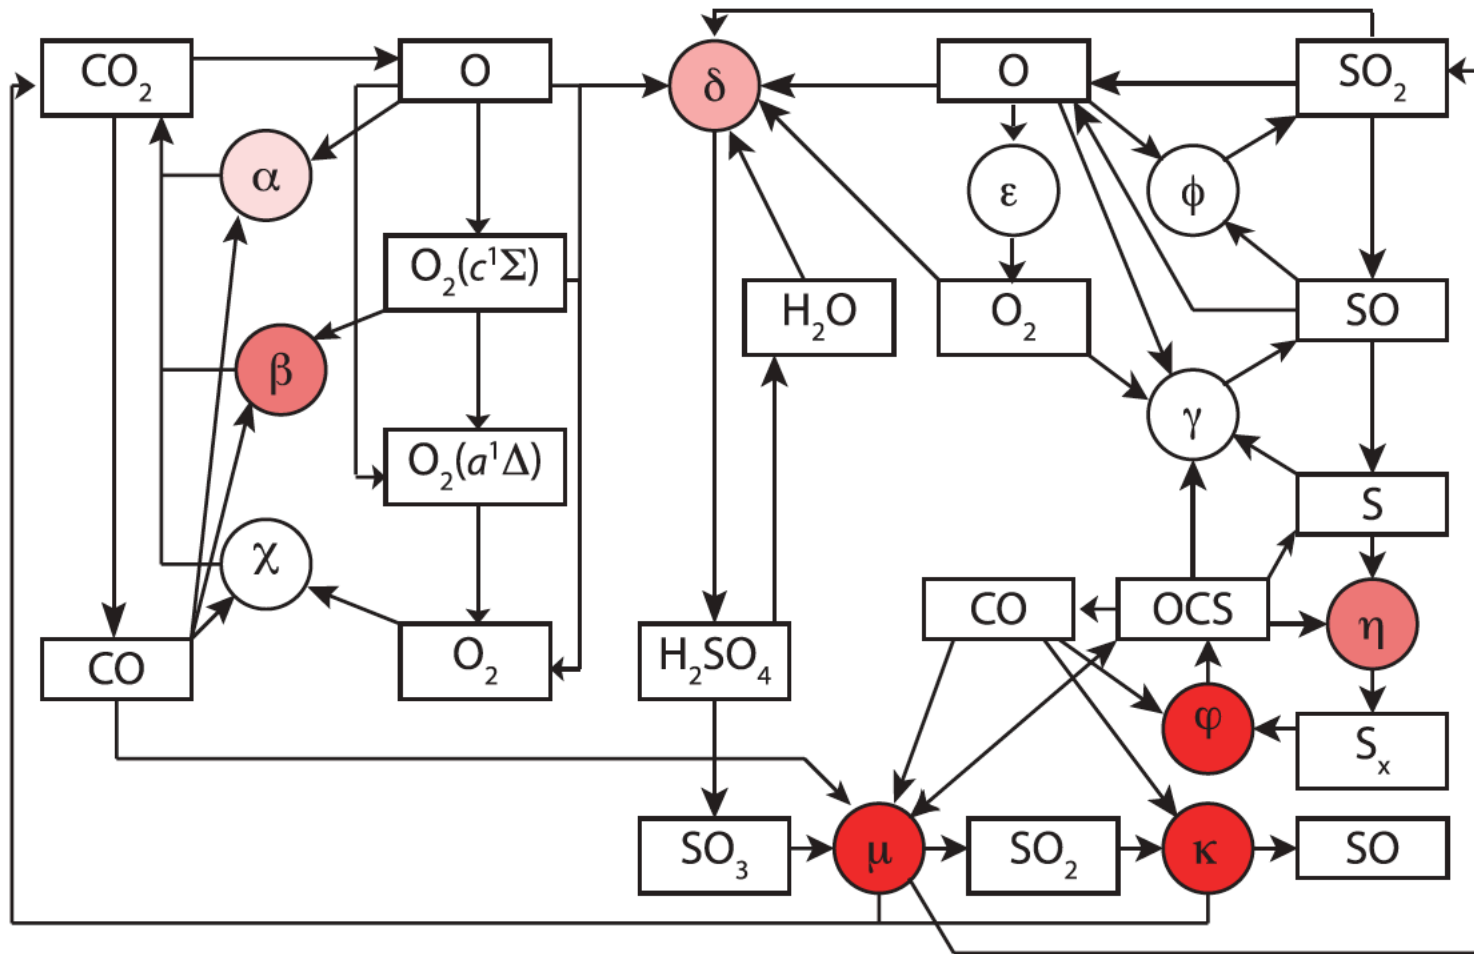 CO₂
O
δ
O
SO₂
α
ε
ϕ
O₂(c¹Σ)
H₂O
O₂
SO
β
γ
O₂(a¹Δ)
S
χ
CO
OCS
η
CO
O₂
H₂SO₄
φ
Sₓ
SO₃
μ
SO₂
κ
SO